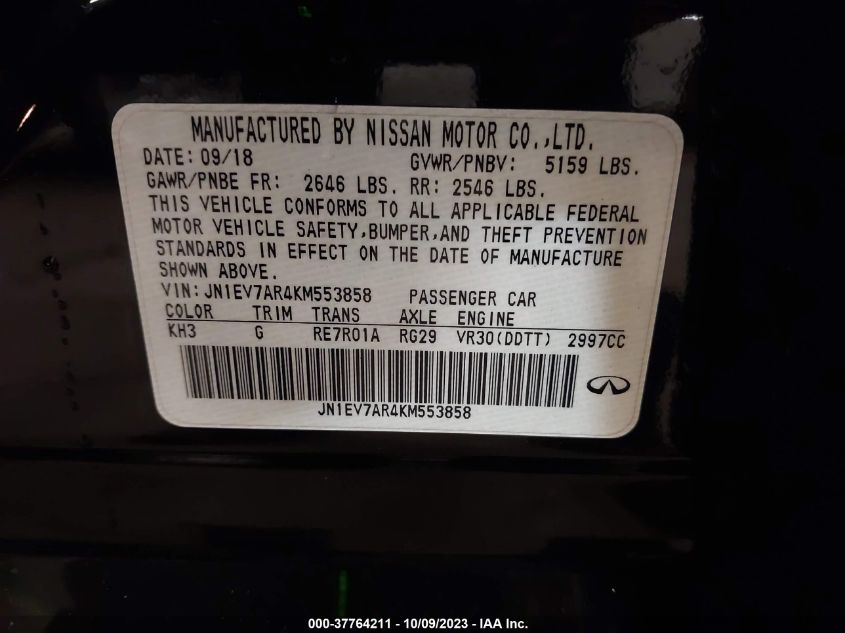 MANUFACTURED BY NISSAN MOTOR CO.,LTD.
DATE: 09/18 GVWR/PNBV: 5159 LBS.
GAWR/PNBE FR: 2646 LBS. RR: 2546 LBS.
THIS VEHICLE CONFORMS TO ALL APPLICABLE FEDERAL
MOTOR VEHICLE SAFETY,BUMPER,AND THEFT PREVENTION
STANDARDS IN EFFECT ON THE DATE OF MANUFACTURE
SHOWN ABOVE.
VIN: JN1EV7AR4KM553858 PASSENGER CAR
COLOR TRIM TRANS AXLE ENGINE
KH3 G RE7R01A RG29 VR30(DDTT) 2997CC
JN1EV7AR4KM553858
000-37764211 - 10/09/2023 - IAA Inc.